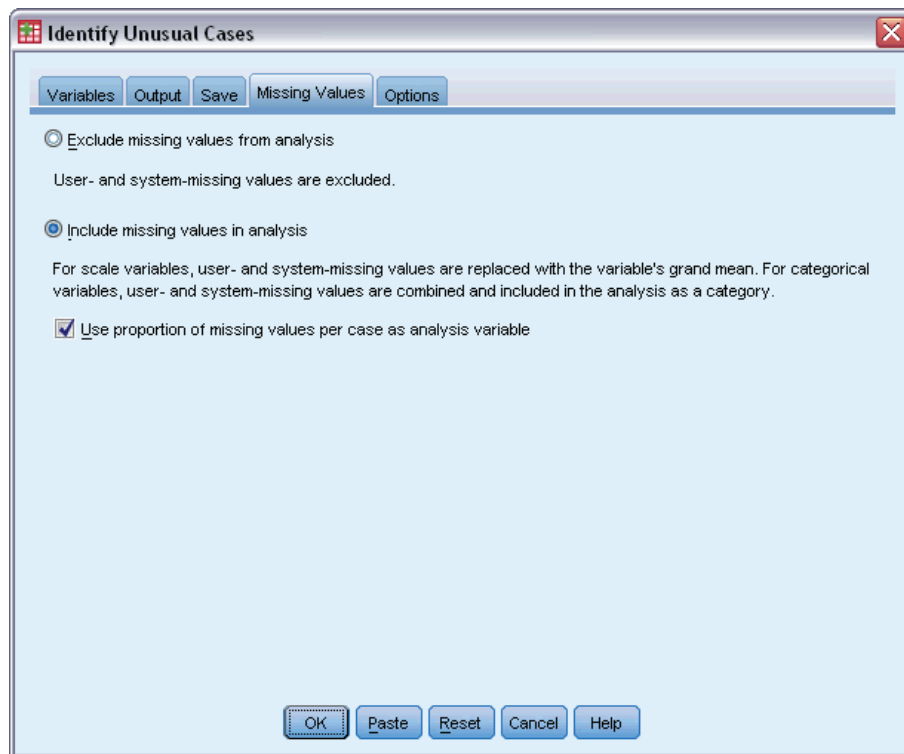 Identify Unusual Cases
Variables Output Save Missing Values Options
Exclude missing values from analysis
User- and system-missing values are excluded.
Include missing values in analysis
For scale variables, user- and system-missing values are replaced with the variable's grand mean. For categorical
variables, user- and system-missing values are combined and included in the analysis as a category.
Use proportion of missing values per case as analysis variable
OK Paste Reset Cancel Help